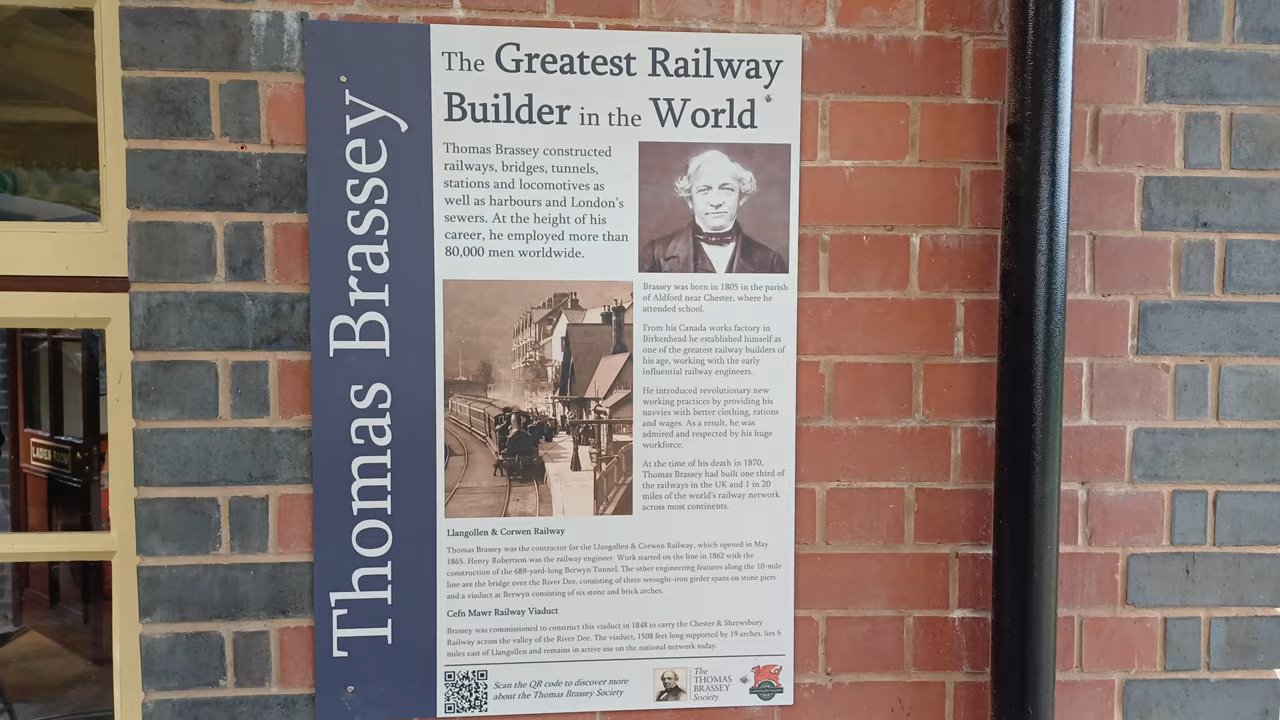 Thomas Brassey
The Greatest Railway
Builder in the World
Thomas Brassey constructed
railways, bridges, tunnels,
stations and locomotives as
well as harbours and London's
sewers. At the height of his
career, he employed more than
80,000 men worldwide.
Brassey was born in 1805 in the parish
of Aldford near Chester, where he
attended school.
From his Canada works factory in
Birkenhead he established himself as
one of the greatest railway builders of
his age, working with the early
influential railway engineers.
He introduced revolutionary new
working practices by providing his
navvies with better clothing, rations
and wages. As a result, he was
admired and respected by his huge
workforce.
At the time of his death in 1870,
Thomas Brassey had built one third of
the railways in the UK and 1 in 20
miles of the world's railway network
across most continents.
Llangollen & Corwen Railway
Thomas Brassey was the contractor for the Llangollen & Corwen Railway, which opened in May
1865. Henry Robertson was the railway engineer. Work started on the line in 1862 with the
construction of the 689-yard-long Berwyn Tunnel. The other engineering features along the 10-mile
line are the bridge over the River Dee, consisting of three wrought-iron girder spans on stone piers
and a viaduct at Berwyn consisting of six stone and brick arches.
Cefn Mawr Railway Viaduct
Brassey was commissioned to construct this viaduct in 1848 to carry the Chester & Shrewsbury
Railway across the valley of the River Dee. The viaduct, 1508 feet long supported by 19 arches, lies 5
miles east of Llangollen and remains in active use on the national network today.
Scan the QR code to discover more
about the Thomas Brassey Society
The
THOMAS
BRASSEY
Society
LADIES ROOM